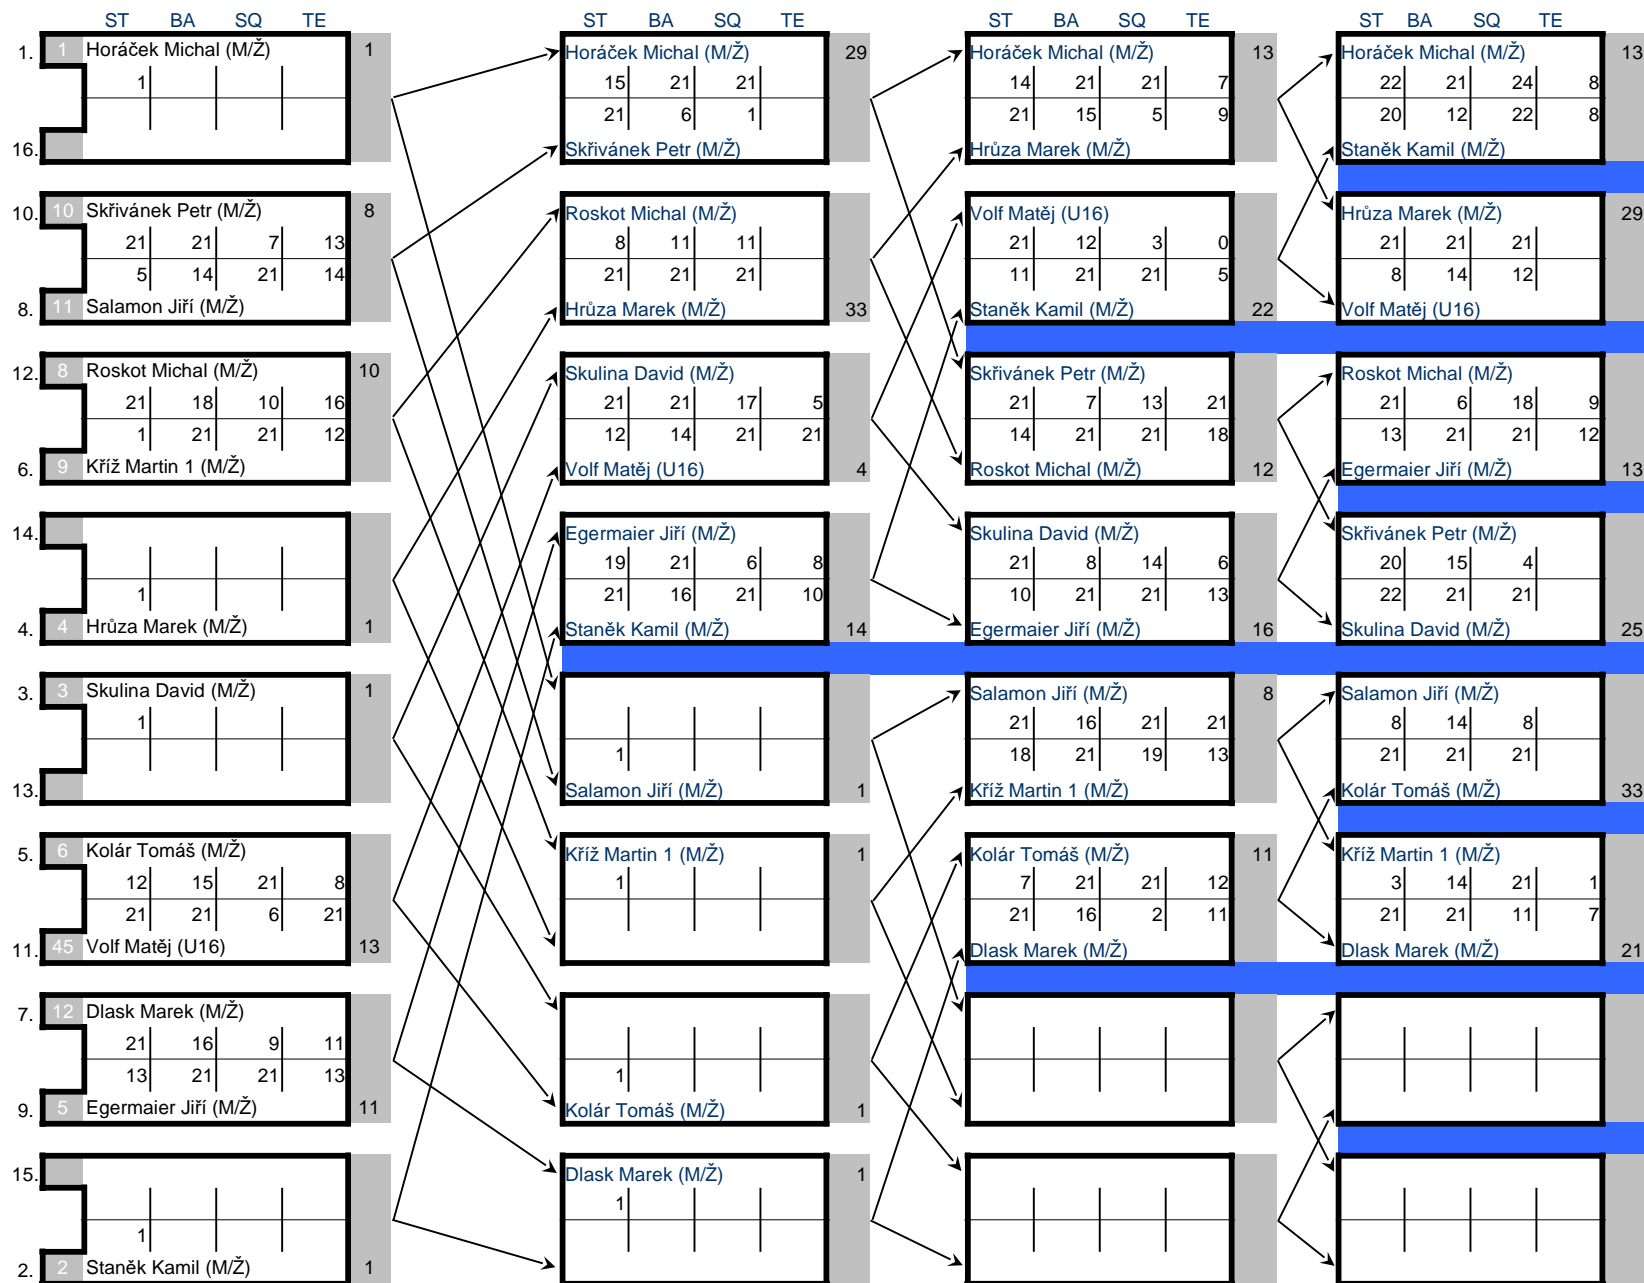 ST BA SQ TE ST BA SQ TE ST BA SQ TE ST BA SQ TE
1. 1 Horáček Michal (M/Ž) 1 Horáček Michal (M/Ž) 29 Horáček Michal (M/Ž) 13 Horáček Michal (M/Ž) 13
1 15 21 21 14 21 21 7 22 21 24 8
21 6 1 21 15 5 9 20 12 22 8
16. Skřivánek Petr (M/Ž) Hrůza Marek (M/Ž) Staněk Kamil (M/Ž)
10. 10 Skřivánek Petr (M/Ž) 8 Roskot Michal (M/Ž) Volf Matěj (U16) Hrůza Marek (M/Ž) 29
21 21 7 13 8 11 11 21 12 3 0 21 21 21
5 14 21 14 21 21 21 11 21 21 5 8 14 12
8. 11 Salamon Jiří (M/Ž) Hrůza Marek (M/Ž) 33 Staněk Kamil (M/Ž) 22 Volf Matěj (U16)
12. 8 Roskot Michal (M/Ž) 10 Skulina David (M/Ž) Skřivánek Petr (M/Ž) Roskot Michal (M/Ž)
21 18 10 16 21 21 17 5 21 7 13 21 21 6 18 9
1 21 21 12 12 14 21 21 14 21 21 18 13 21 21 12
6. 9 Kříž Martin 1 (M/Ž) Volf Matěj (U16) 4 Roskot Michal (M/Ž) 12 Egermaier Jiří (M/Ž) 13
14. Egermaier Jiří (M/Ž) Skulina David (M/Ž) Skřivánek Petr (M/Ž)
19 21 6 8 21 8 14 6 20 15 4
1 21 16 21 10 10 21 21 13 22 21 21
4. 4 Hrůza Marek (M/Ž) 1 Staněk Kamil (M/Ž) 14 Egermaier Jiří (M/Ž) 16 Skulina David (M/Ž) 25
3. 3 Skulina David (M/Ž) 1 Salamon Jiří (M/Ž) 8 Salamon Jiří (M/Ž)
1 21 16 21 21 8 14 8
1 18 21 19 13 21 21 21
13. Salamon Jiří (M/Ž) 1 Kříž Martin 1 (M/Ž) Kolár Tomáš (M/Ž) 33
5. 6 Kolár Tomáš (M/Ž) Kříž Martin 1 (M/Ž) 1 Kolár Tomáš (M/Ž) 11 Kříž Martin 1 (M/Ž)
12 15 21 8 1 7 21 21 12 3 14 21 1
21 21 6 21 21 16 2 11 21 21 11 7
11. 45 Volf Matěj (U16) 13 Dlask Marek (M/Ž) Dlask Marek (M/Ž) 21
7. 12 Dlask Marek (M/Ž)
21 16 9 11
13 21 21 13 1
9. 5 Egermaier Jiří (M/Ž) 11 Kolár Tomáš (M/Ž) 1
15. Dlask Marek (M/Ž) 1
1
1
2. 2 Staněk Kamil (M/Ž) 1